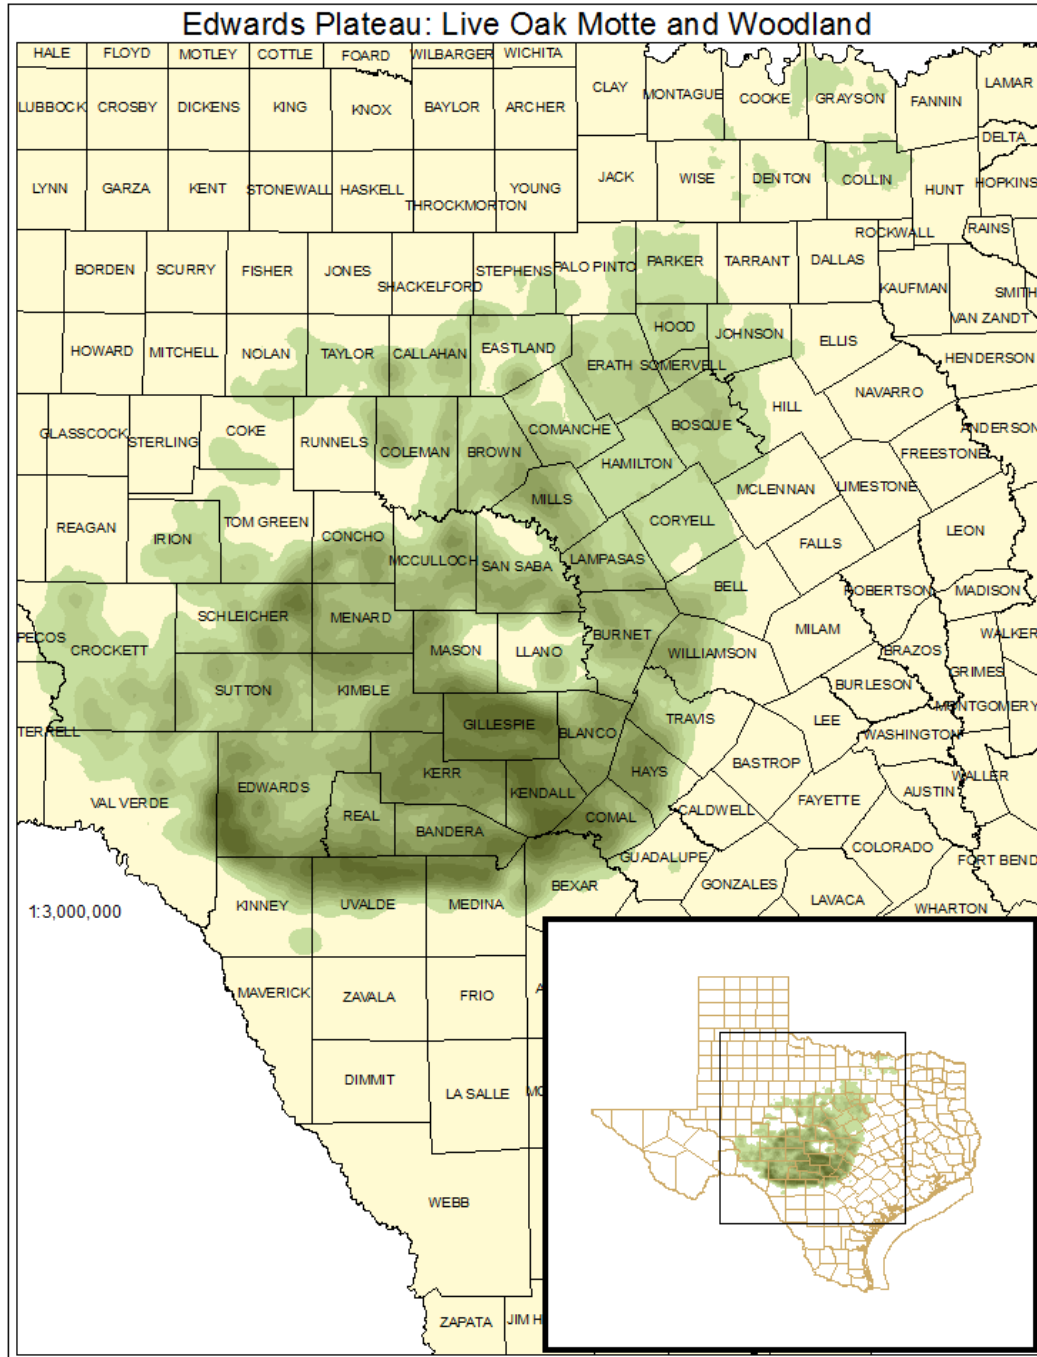 Edwards Plateau: Live Oak Motte and Woodland
HALE FLOYD MOTLEY COTTLE FOARD WILBARGER WICHITA
CLAY MONTAGUE COOKE GRAYSON FANNIN LAMAR
LUBBOCK CROSBY DICKENS KING KNOX BAYLOR ARCHER
DELTA
LYNN GARZA KENT STONEWALL HASKELL THROCKMORTON YOUNG JACK WISE DENTON COLLIN HUNT HOPKINS
ROCKWALL RAINS
BORDEN SCURRY FISHER JONES SHACKELFORD STEPHENS PALO PINTO PARKER TARRANT DALLAS KAUFMAN SMITH
VAN ZANDT
HOWARD MITCHELL NOLAN TAYLOR CALLAHAN EASTLAND ERATH HOOD SOMERVELL JOHNSON ELLIS HENDERSON
NAVARRO
GLASSCOCK STERLING COKE RUNNELS COLEMAN BROWN COMANCHE BOSQUE HILL ANDERSON
FREESTONE
HAMILTON MCLENNAN LIMESTONE
REAGAN IRION TOM GREEN CONCHO MCCULLOCH SAN SABA MILLS CORYELL FALLS LEON
LAMPASAS BELL ROBERTSON MADISON
PECOS CROCKETT SCHLEICHER MENARD MASON LLANO BURNET WILLIAMSON MILAM BRAZOS WALKER
GRIMES
SUTTON KIMBLE BURLESON MONTGOMERY
TERRELL GILLESPIE BLANCO TRAVIS LEE WASHINGTON
VAL VERDE EDWARDS KERR KENDALL HAYS BASTROP WALLER
REAL BANDERA COMAL CALDWELL FAYETTE AUSTIN
GUADALUPE COLORADO FORT BEND
1:3,000,000 KINNEY UVALDE MEDINA BEXAR GONZALES LAVACA WHARTON
MAVERICK ZAVALA FRIO A
DIMMIT LA SALLE MC
WEBB
ZAPATA JIM H